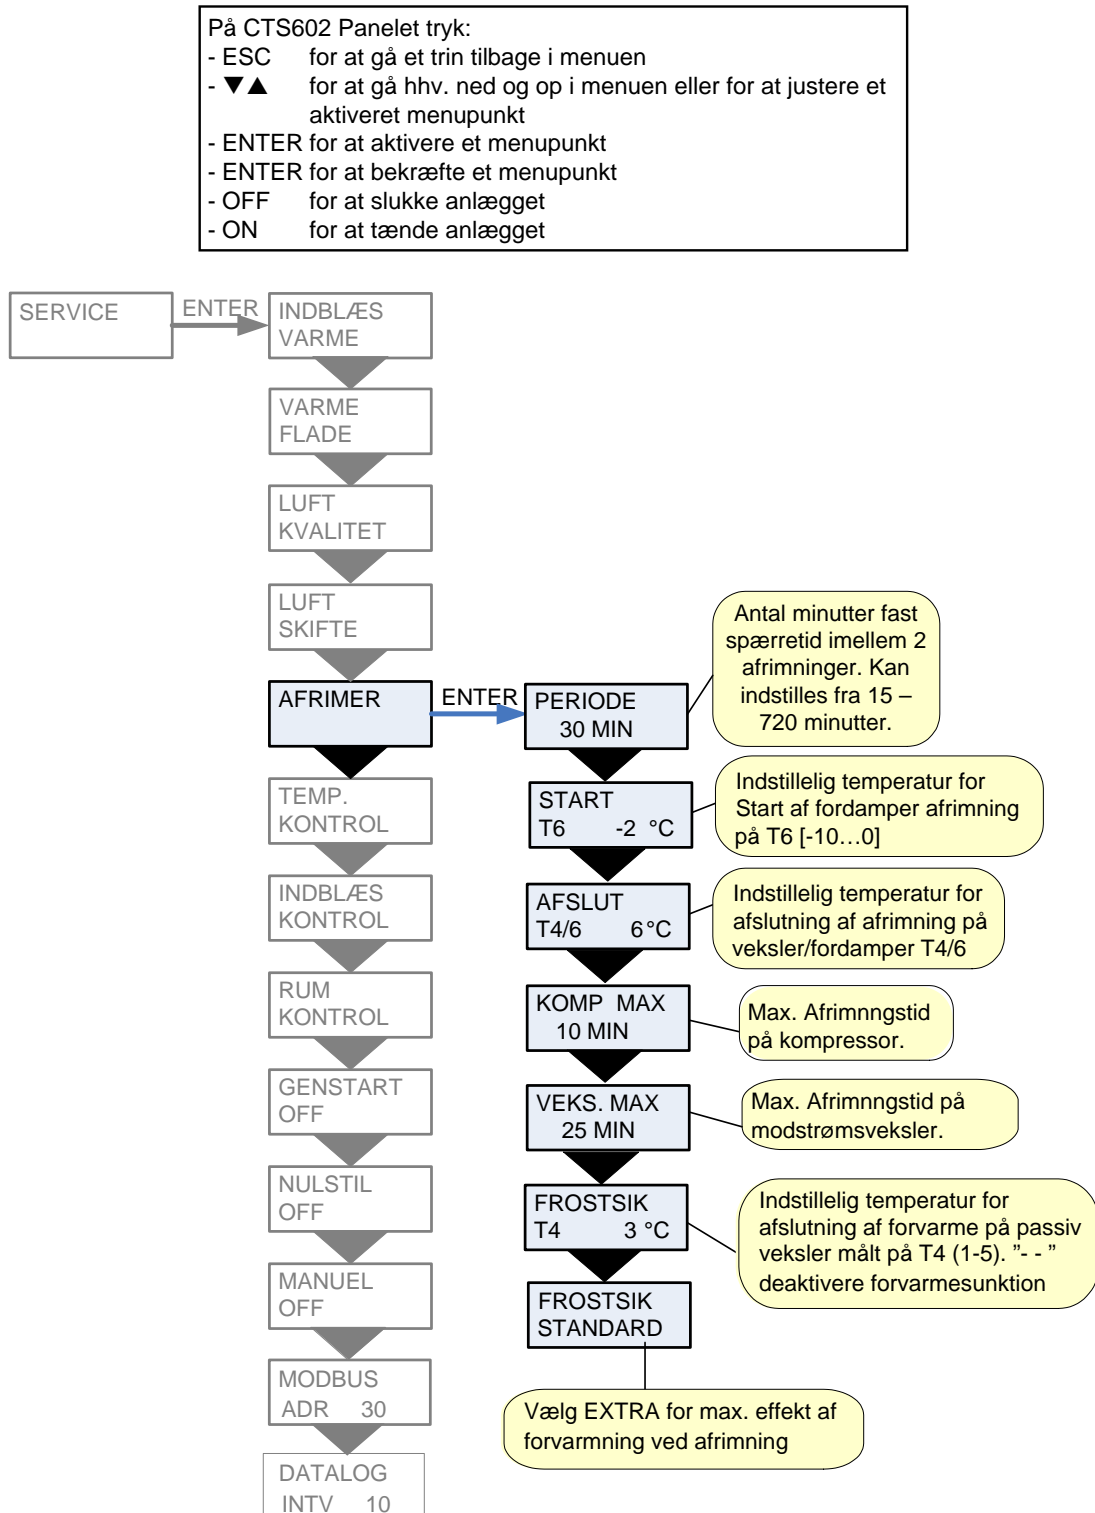 På CTS602 Panelet tryk:
- ESC for at gå et trin tilbage i menuen
- ▼▲ for at gå hhv. ned og op i menuen eller for at justere et
aktiveret menupunkt
- ENTER for at aktivere et menupunkt
- ENTER for at bekræfte et menupunkt
- OFF for at slukke anlægget
- ON for at tænde anlægget
SERVICE
ENTER
INDBLÆS
VARME
VARME
FLADE
LUFT
KVALITET
LUFT
SKIFTE
AFRIMER
ENTER
PERIODE
30 MIN
Antal minutter fast
spærretid imellem 2
afrimninger. Kan
indstilles fra 15 –
720 minutter.
START
T6 -2 °C
Indstillelig temperatur for
Start af fordamper afrimning
på T6 [-10...0]
AFSLUT
T4/6 6°C
Indstillelig temperatur for
afslutning af afrimning på
veksler/fordamper T4/6
KOMP MAX
10 MIN
Max. Afrimnngstid
på kompressor.
VEKS. MAX
25 MIN
Max. Afrimnngstid på
modstrømsveksler.
FROSTSIK
T4 3 °C
Indstillelig temperatur for
afslutning af forvarme på passiv
veksler målt på T4 (1-5). ”- - ”
deaktivere forvarmesunktion
FROSTSIK
STANDARD
Vælg EXTRA for max. effekt af
forvarmning ved afrimning
TEMP.
KONTROL
INDBLÆS
KONTROL
RUM
KONTROL
GENSTART
OFF
NULSTIL
OFF
MANUEL
OFF
MODBUS
ADR 30
DATALOG
INTV 10